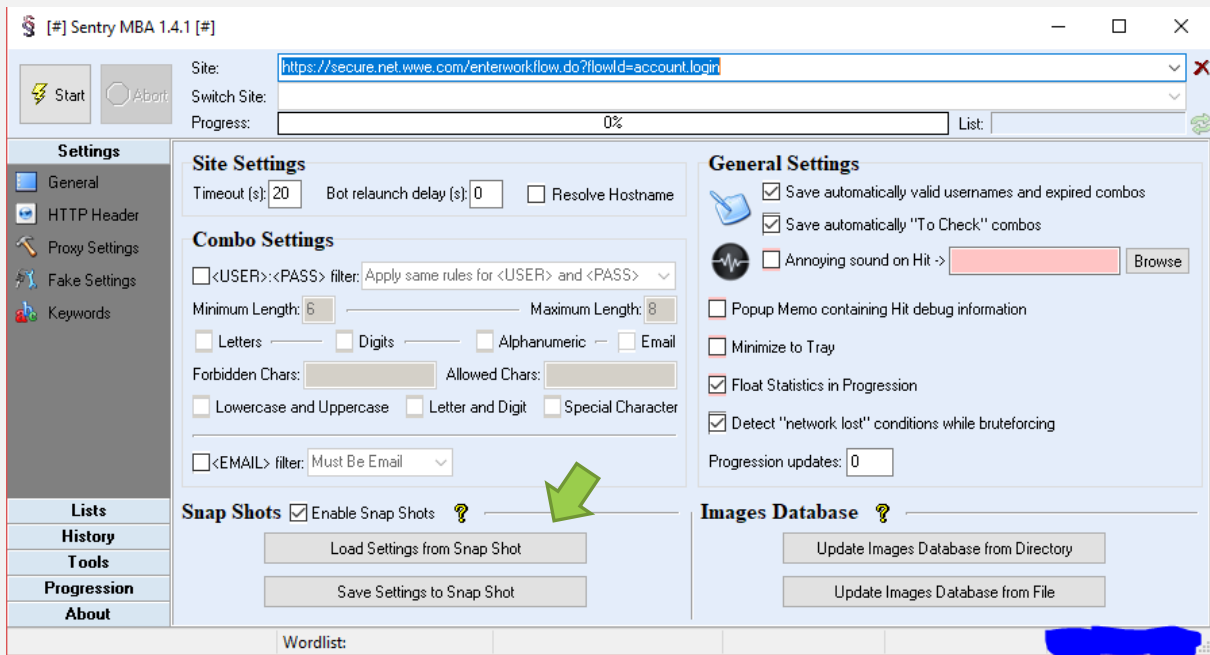 [#] Sentry MBA 1.4.1 [#]
Start
Abort
Site: https://secure.net.wwe.com/enterworkflow.do?flowId=account.login
Switch Site:
Progress: 0% List:
Settings
General
HTTP Header
Proxy Settings
Fake Settings
Keywords
Lists
History
Tools
Progression
About
Site Settings
Timeout (s): 20 Bot relaunch delay (s): 0 Resolve Hostname
Combo Settings
<USER>:<PASS> filter: Apply same rules for <USER> and <PASS>
Minimum Length: 6 Maximum Length: 8
Letters Digits Alphanumeric Email
Forbidden Chars: Allowed Chars:
Lowercase and Uppercase Letter and Digit Special Character
<EMAIL> filter: Must Be Email
Snap Shots Enable Snap Shots ?
Load Settings from Snap Shot
Save Settings to Snap Shot
General Settings
Save automatically valid usernames and expired combos
Save automatically "To Check" combos
Annoying sound on Hit -> Browse
Popup Memo containing Hit debug information
Minimize to Tray
Float Statistics in Progression
Detect "network lost" conditions while bruteforcing
Progression updates: 0
Images Database ?
Update Images Database from Directory
Update Images Database from File
Wordlist: